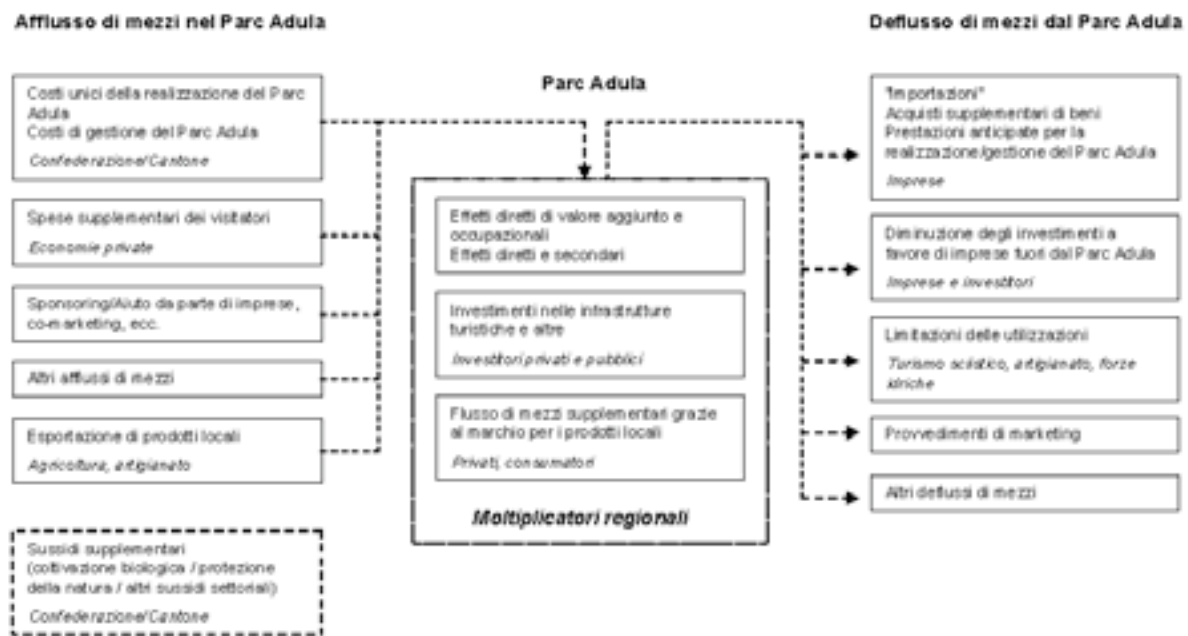 Afflusso di mezzi nel Parc Adula
Costi unici della realizzazione del Parc
Adula
Costi di gestione del Parc Adula
Confederazione/Cantone
Spese supplementari dei visitatori
Economie private
Sponsoring/Aiuto da parte di imprese,
co-marketing, ecc.
Altri afflussi di mezzi
Esportazione di prodotti locali
Agricoltura, artigianato
Sussidi supplementari
(coltivazione biologica / protezione
della natura / altri sussidi settoriali)
Confederazione/Cantone
Parc Adula
Effetti diretti di valore aggiunto e
occupazionali
Effetti diretti e secondari
Investimenti nelle infrastrutture
turistiche e altre
Investitori privati e pubblici
Flusso di mezzi supplementari grazie
al marchio per i prodotti locali
Privati, consumatori
Moltiplicatori regionali
Deflusso di mezzi dal Parc Adula
"Importazioni"
Acquisti supplementari di beni
Prestazioni anticipate per la
realizzazione/gestione del Parc Adula
Imprese
Diminuzione degli investimenti a
favore di imprese fuori dal Parc Adula
Imprese e investitori
Limitazioni delle utilizzazioni
Turismo sciistico, artigianato, forze
idriche
Provvedimenti di marketing
Altri deflussi di mezzi